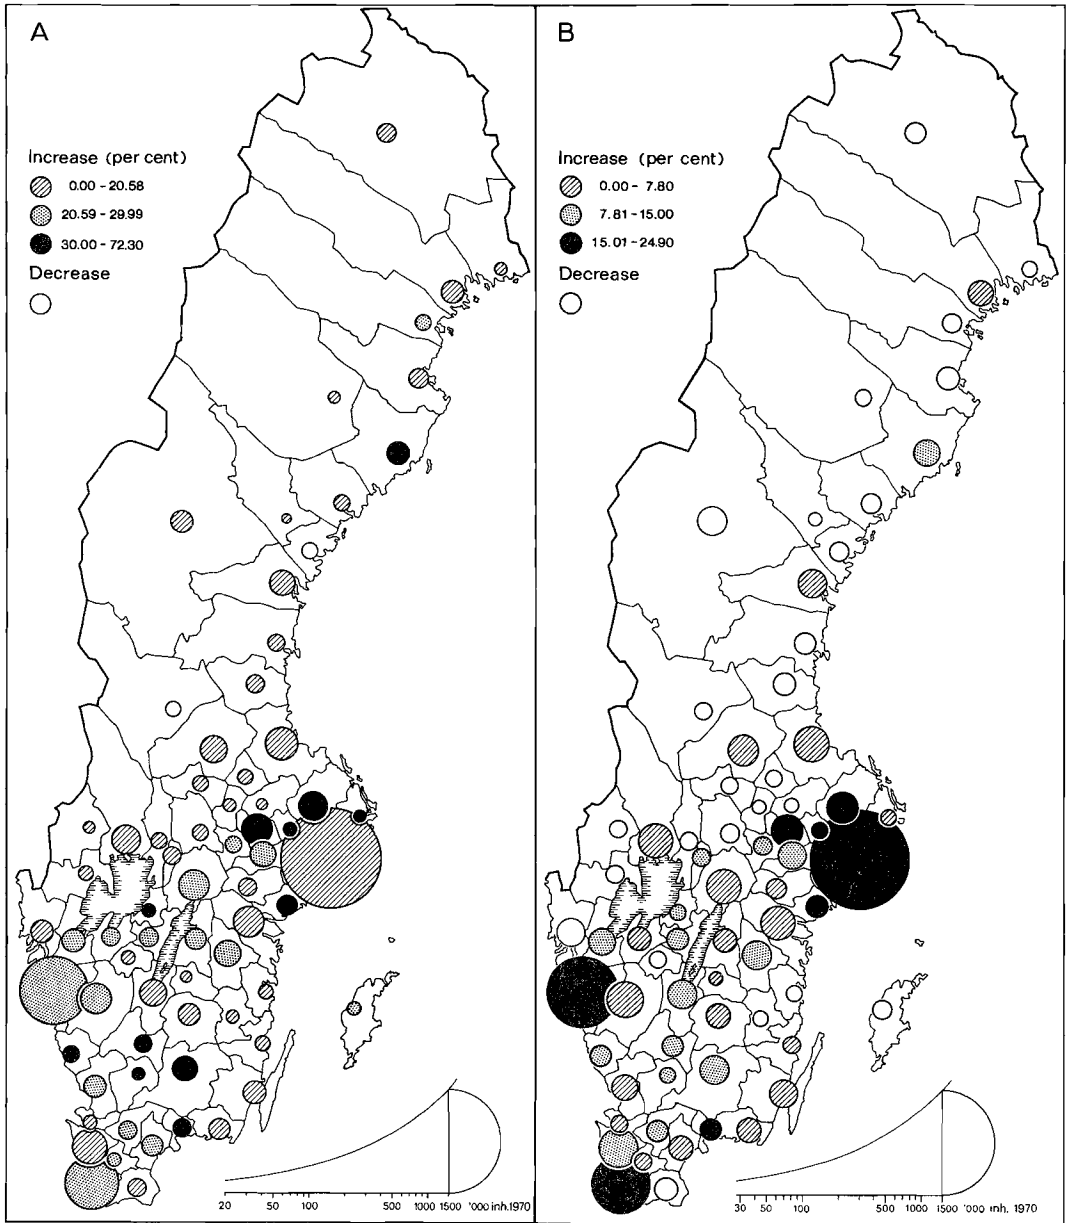 A
Increase (per cent)
0.00 - 20.58
20.59 - 29.99
30.00 - 72.30
Decrease
20 50 100 500 1000 1500 '000 inh. 1970
B
Increase (per cent)
0.00 - 7.80
7.81 - 15.00
15.01 - 24.90
Decrease
30 50 100 500 1000 1500 '000 inh. 1970